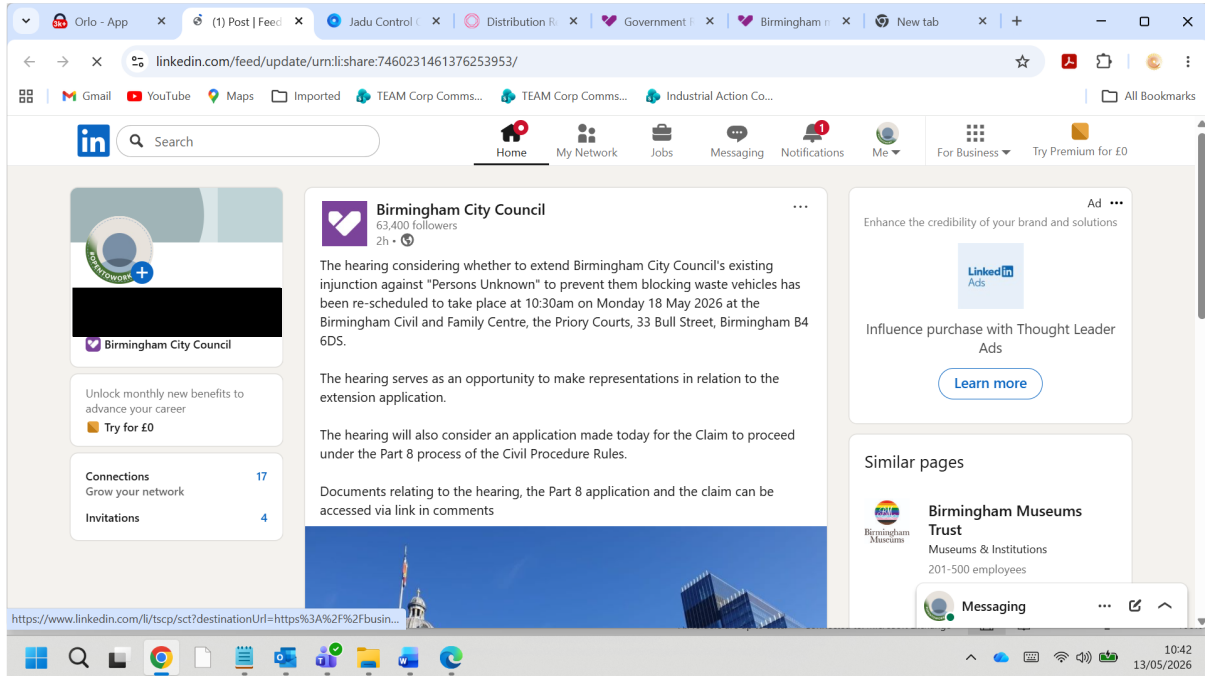 Orlo - App
(1) Post | Feed
Jadu Control C
Distribution R
Government F
Birmingham m
New tab
linkedin.com/feed/update/urn:li:share:7460231461376253953/
Gmail
YouTube
Maps
Imported
TEAM Corp Comms...
TEAM Corp Comms...
Industrial Action Co...
All Bookmarks
in
Search
Home
My Network
Jobs
Messaging
1
Notifications
Me
For Business
Try Premium for £0
#OPENTOWORK
Birmingham City Council
Unlock monthly new benefits to
advance your career
Try for £0
Connections 17
Grow your network
Invitations 4
Birmingham City Council
63,400 followers
2h •
The hearing considering whether to extend Birmingham City Council's existing
injunction against "Persons Unknown" to prevent them blocking waste vehicles has
been re-scheduled to take place at 10:30am on Monday 18 May 2026 at the
Birmingham Civil and Family Centre, the Priory Courts, 33 Bull Street, Birmingham B4
6DS.
The hearing serves as an opportunity to make representations in relation to the
extension application.
The hearing will also consider an application made today for the Claim to proceed
under the Part 8 process of the Civil Procedure Rules.
Documents relating to the hearing, the Part 8 application and the claim can be
accessed via link in comments
Ad
Enhance the credibility of your brand and solutions
Linked in
Ads
Influence purchase with Thought Leader
Ads
Learn more
Similar pages
Birmingham
Museums
Birmingham Museums
Trust
Museums & Institutions
201-500 employees
Messaging
https://www.linkedin.com/li/tscp/sct?destinationUrl=https%3A%2F%2Fbusin...
10:42
13/05/2026